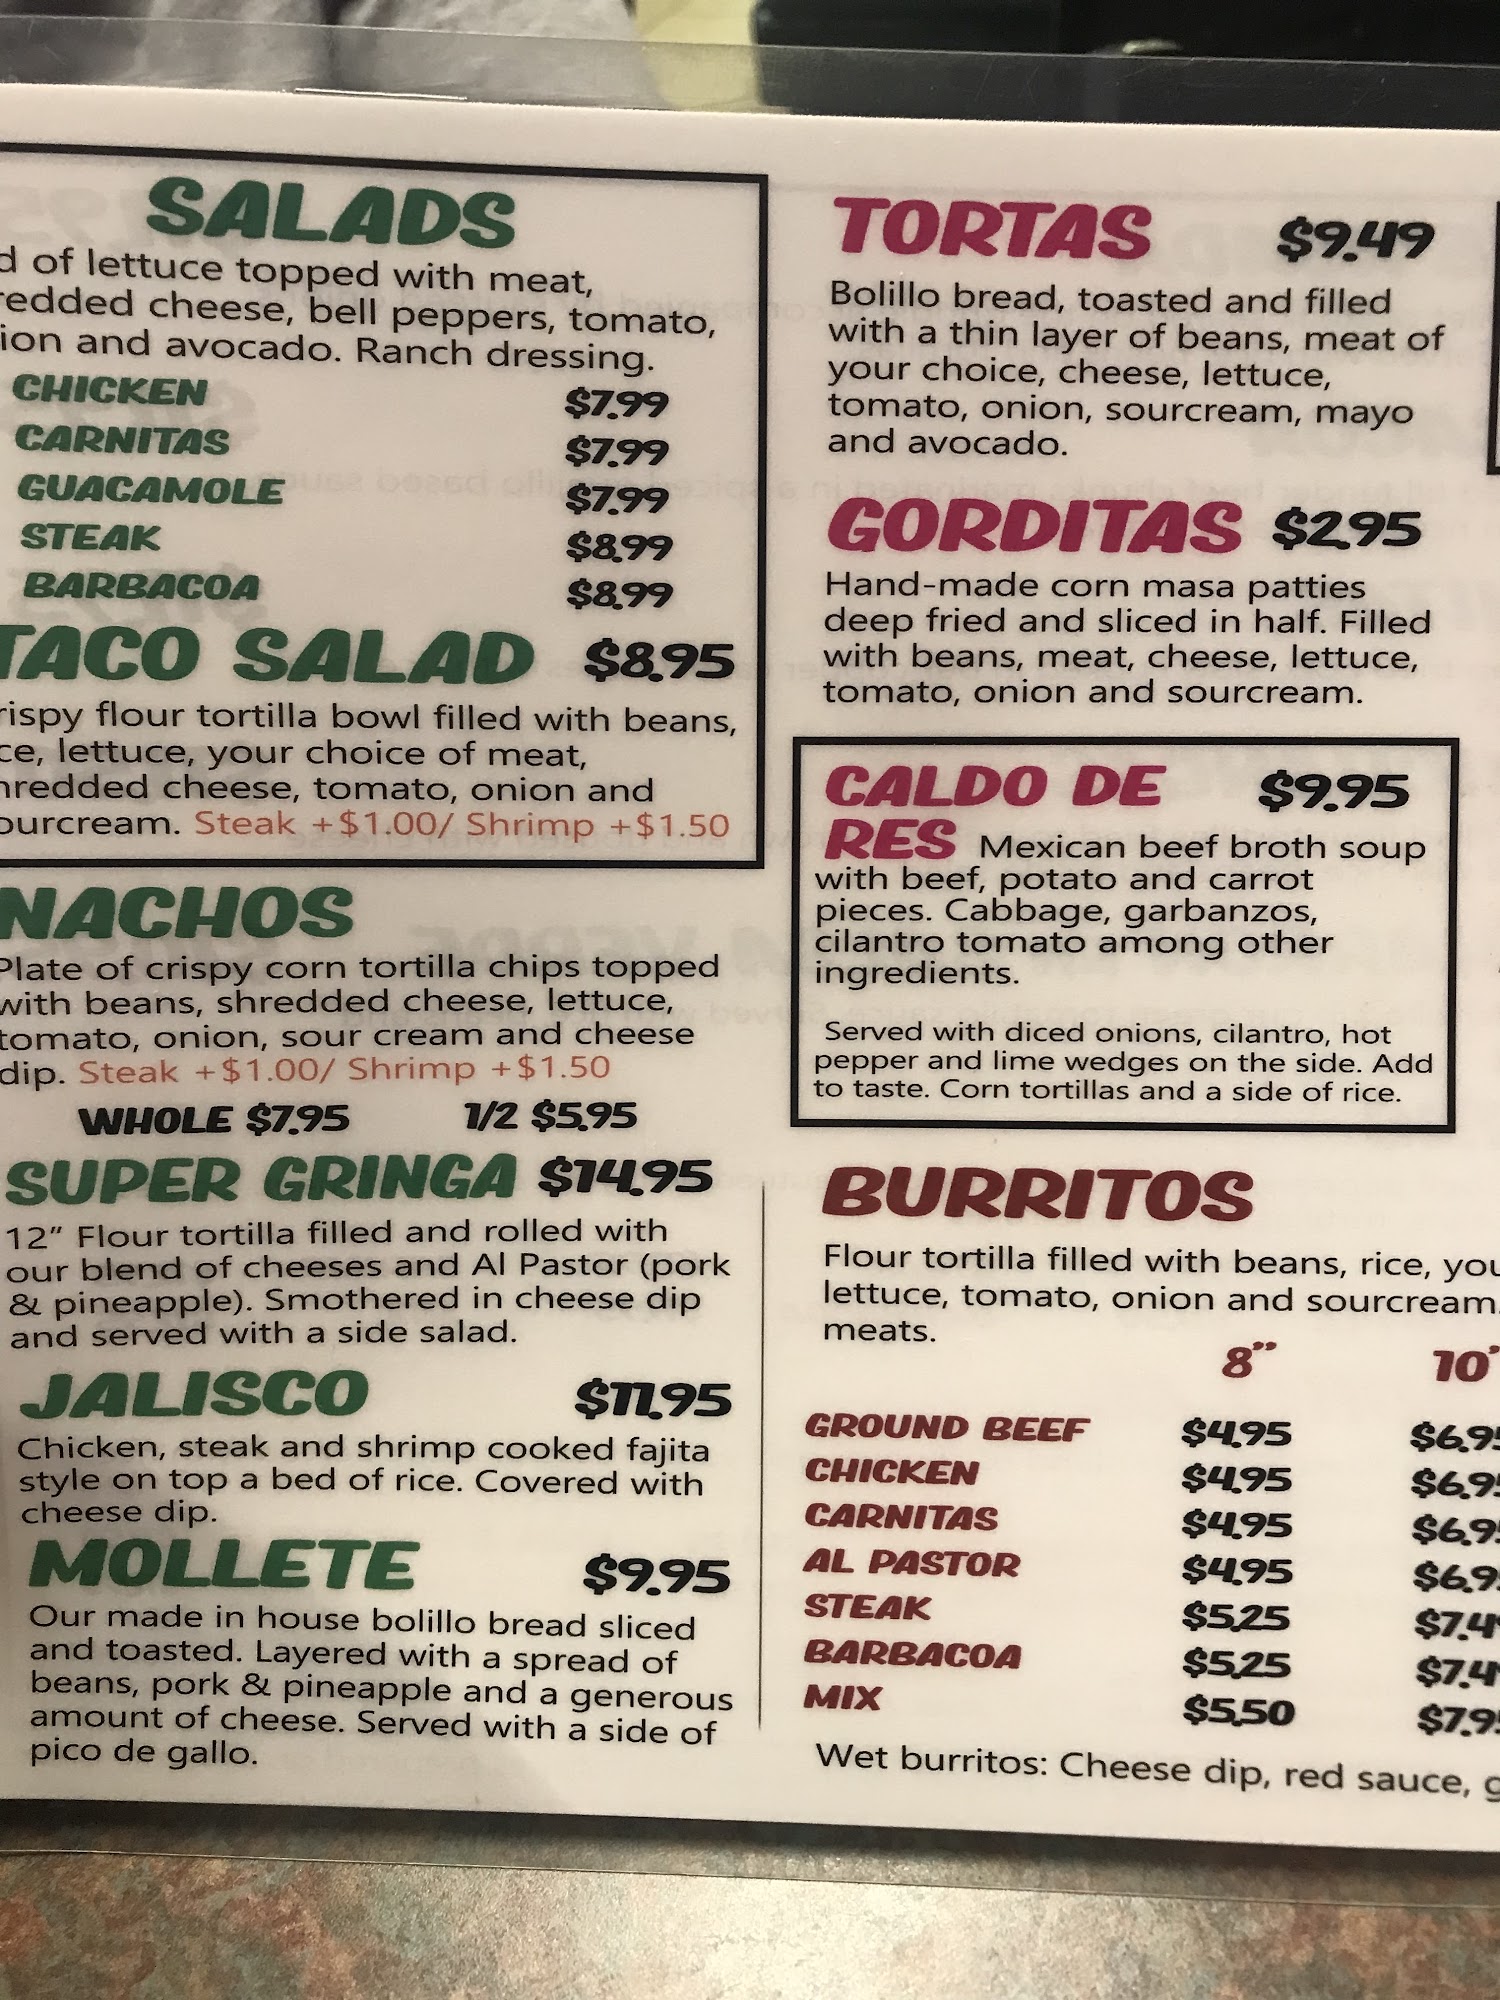 SALADS
of lettuce topped with meat,
cheese, bell peppers, tomato,
and avocado. Ranch dressing.
CHICKEN $7.99
CARNITAS $7.99
GUACAMOLE $7.99
STEAK $8.99
BARBACOA $8.99
TACO SALAD $8.95
flour tortilla bowl filled with beans,
lettuce, your choice of meat,
cheese, tomato, onion and
Steak +$1.00/ Shrimp +$1.50
NACHOS
Plate of crispy corn tortilla chips topped
with beans, shredded cheese, lettuce,
tomato, onion, sour cream and cheese
dip. Steak +$1.00/ Shrimp +$1.50
WHOLE $7.95 1/2 $5.95
SUPER GRINGA $14.95
12" Flour tortilla filled and rolled with
our blend of cheeses and Al Pastor (pork
& pineapple). Smothered in cheese dip
and served with a side salad.
JALISCO $11.95
Chicken, steak and shrimp cooked fajita
style on top a bed of rice. Covered with
cheese dip.
MOLLETE $9.95
Our made in house bolillo bread sliced
and toasted. Layered with a spread of
beans, pork & pineapple and a generous
amount of cheese. Served with a side of
pico de gallo.
TORTAS $9.49
Bolillo bread, toasted and filled
with a thin layer of beans, meat of
your choice, cheese, lettuce,
tomato, onion, sourcream, mayo
and avocado.
GORDITAS $2.95
Hand-made corn masa patties
deep fried and sliced in half. Filled
with beans, meat, cheese, lettuce,
tomato, onion and sourcream.
CALDO DE $9.95
RES Mexican beef broth soup
with beef, potato and carrot
pieces. Cabbage, garbanzos,
cilantro tomato among other
ingredients.
Served with diced onions, cilantro, hot
pepper and lime wedges on the side. Add
to taste. Corn tortillas and a side of rice.
BURRITOS
Flour tortilla filled with beans, rice,
lettuce, tomato, onion and sourcream.
meats.
8" 10"
GROUND BEEF $4.95
CHICKEN $4.95
CARNITAS $4.95
AL PASTOR $4.95
STEAK $5.25
BARBACOA $5.25
MIX $5.50
Wet burritos: Cheese dip, red sauce,